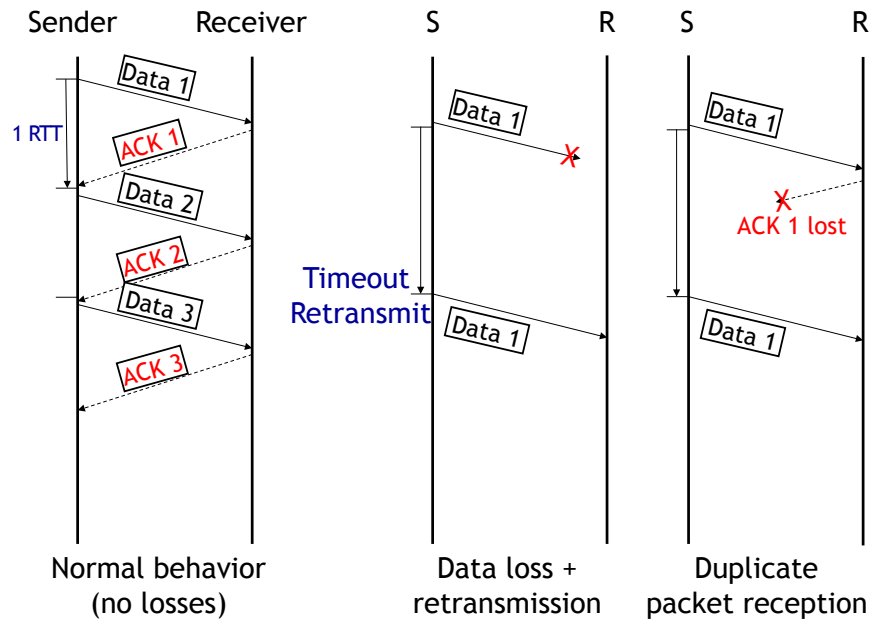 Sender
Receiver
Data 1
1 RTT
ACK 1
Data 2
ACK 2
Data 3
ACK 3
Normal behavior
(no losses)
S
R
Data 1
X
Timeout
Retransmit
Data 1
Data loss +
retransmission
S
R
Data 1
X
ACK 1 lost
Data 1
Duplicate
packet reception